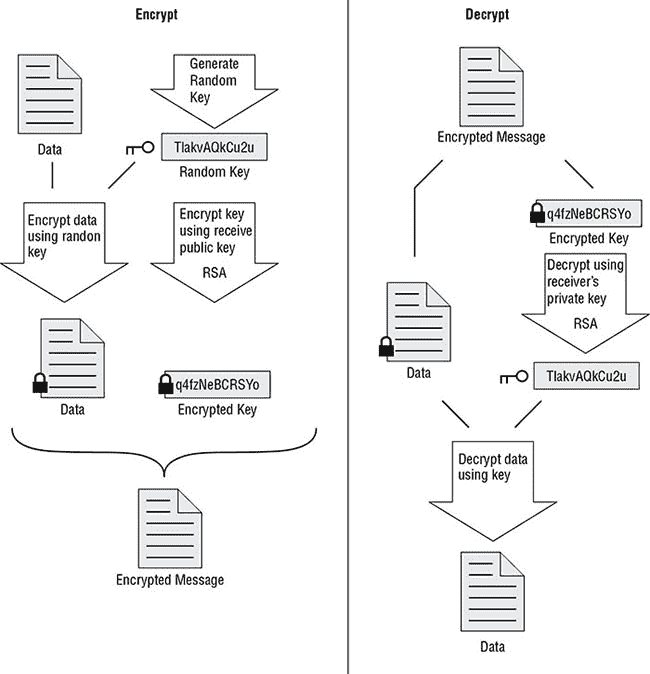 Encrypt
Generate
Random
Key
Data
TlakvAQkCu2u
Random Key
Encrypt data
using randon
key
Encrypt key
using receive
public key
RSA
Data
q4fzNeBCRSYo
Encrypted Key
Encrypted Message
Decrypt
Encrypted Message
q4fzNeBCRSYo
Encrypted Key
Decrypt using
receiver's
private key
RSA
Data
TlakvAQkCu2u
Decrypt data
using key
Data